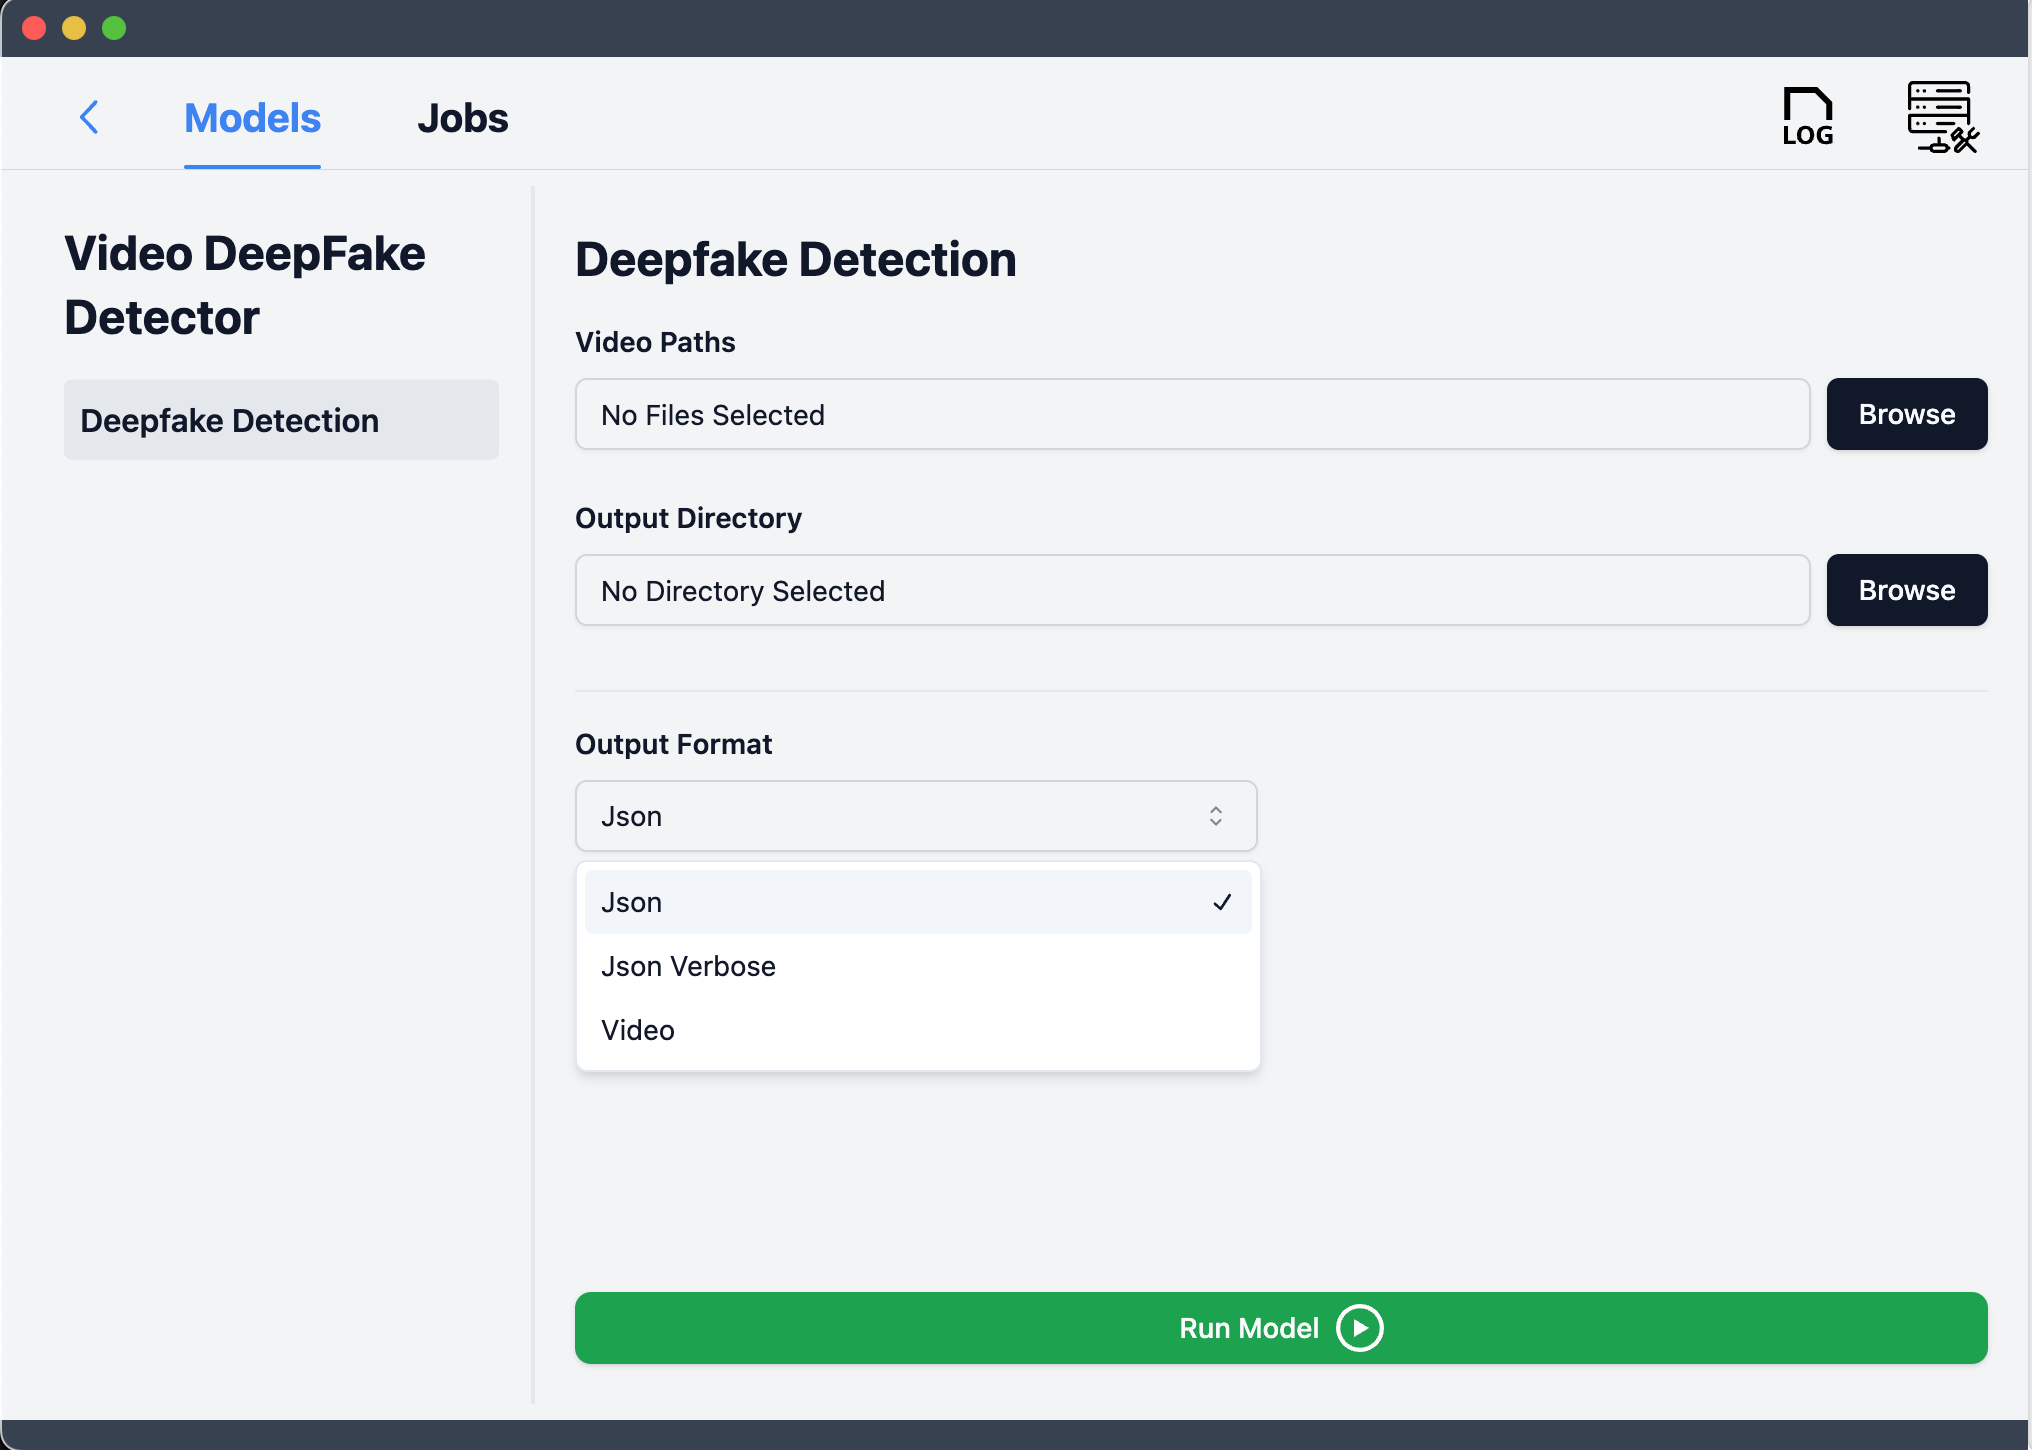 Models
Jobs
LOG
Video DeepFake
Detector
Deepfake Detection
Deepfake Detection
Video Paths
No Files Selected
Browse
Output Directory
No Directory Selected
Browse
Output Format
Json
Json
Json Verbose
Video
Run Model